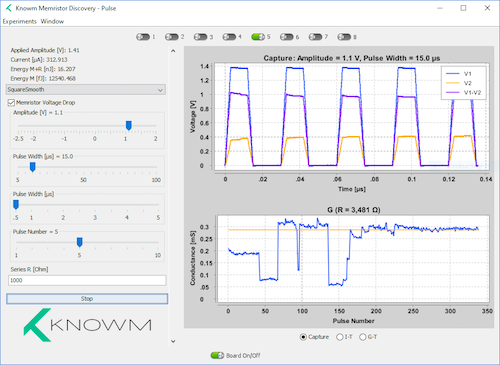 Knowm Memristor Discovery - Pulse
Experiments Window
1 2 3 4 5 6 7 8
Applied Amplitude [V]: 1.41
Current [µA]: 312.913
Energy M+R [nJ]: 16.207
Energy M [fJ]: 12540.468
SquareSmooth
Memristor Voltage Drop
Amplitude [V] = 1.1
-2.5 -2 -1 0 1 2
Pulse Width [µs] = 15.0
5 50 100
Pulse Width [µs]
.5 1 2 3 4 5
Pulse Number = 5
1 5 10
Series R [Ohm]
1000
Stop
KNOWM
Capture: Amplitude = 1.1 V, Pulse Width = 15.0 µs
Voltage [V]
1.4
1.2
1.0
0.8
0.6
0.4
0.2
0
V1
V2
V1-V2
0 .02 .04 .06 .08 0.1 0.12 0.14
Time [µs]
G (R = 3,481 Ω)
Conductance [mS]
0.3
0.25
0.2
0.15
0.1
.05
0
0 50 100 150 200 250 300 350
Pulse Number
Capture I-T G-T
Board On/Off